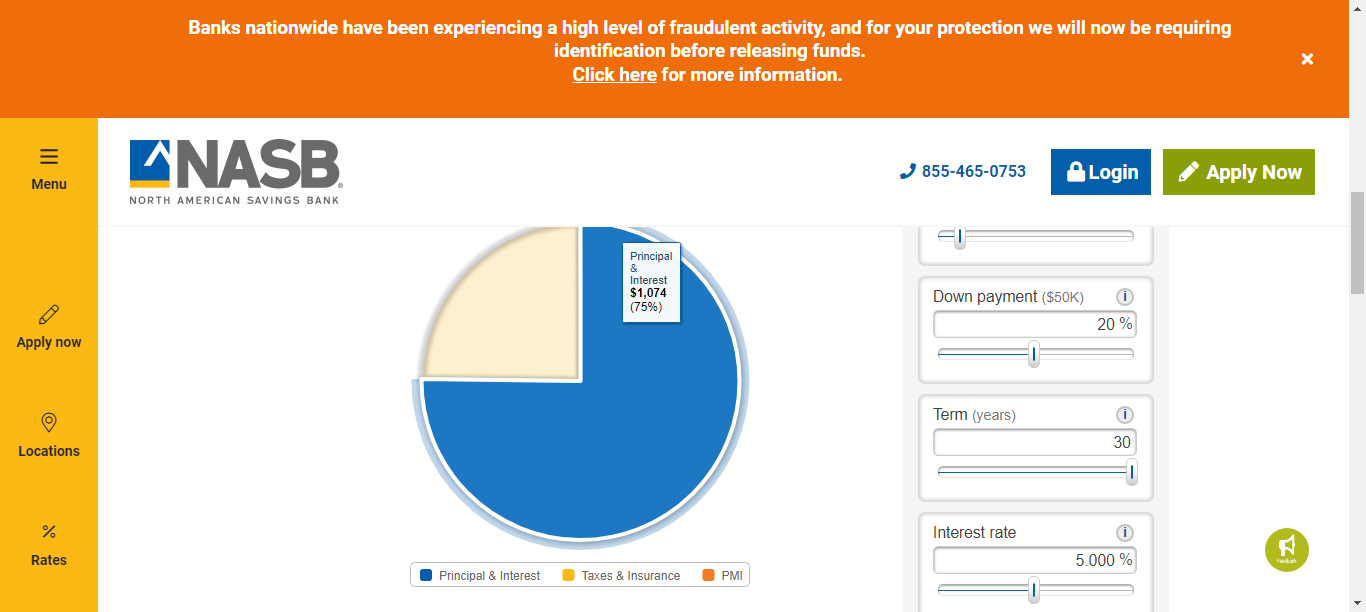 Banks nationwide have been experiencing a high level of fraudulent activity, and for your protection we will now be requiring
identification before releasing funds.
Click here for more information.
Menu
NASB
NORTH AMERICAN SAVINGS BANK
855-465-0753
Login
Apply Now
Principal
&
Interest
$1,074
(75%)
Down payment ($50K)
20 %
Apply now
Term (years)
30
Locations
Interest rate
5.000 %
Rates
Feedback
Principal & Interest
Taxes & Insurance
PMI